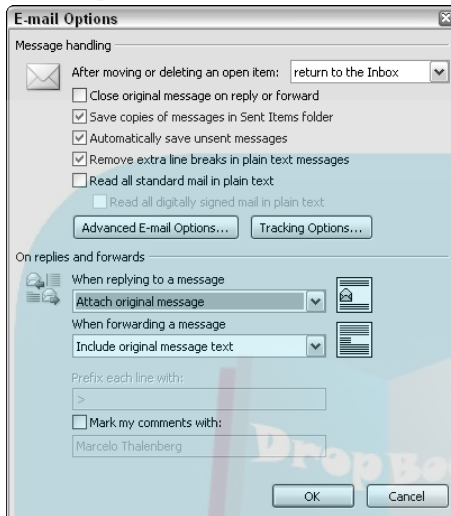 E-mail Options
Message handling
After moving or deleting an open item: return to the Inbox
Close original message on reply or forward
Save copies of messages in Sent Items folder
Automatically save unsent messages
Remove extra line breaks in plain text messages
Read all standard mail in plain text
Read all digitally signed mail in plain text
Advanced E-mail Options... Tracking Options...
On replies and forwards
When replying to a message
Attach original message
When forwarding a message
Include original message text
Prefix each line with:
>
Mark my comments with:
Marcelo Thalenberg
Drop Bo
OK Cancel